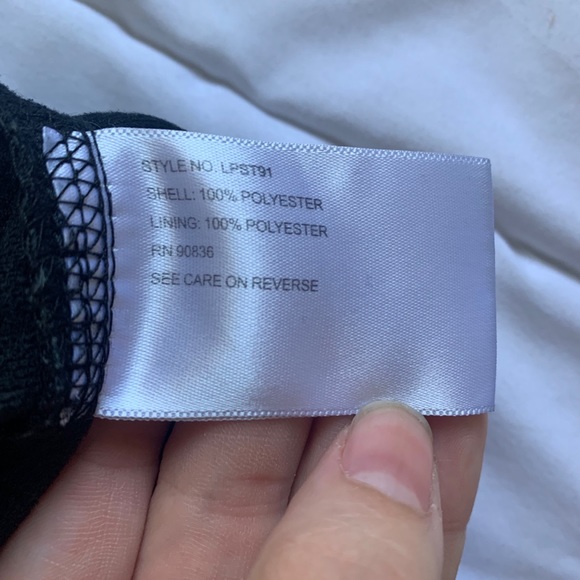 STYLE NO. LPST91
SHELL: 100% POLYESTER
LINING: 100% POLYESTER
RN 90836
SEE CARE ON REVERSE